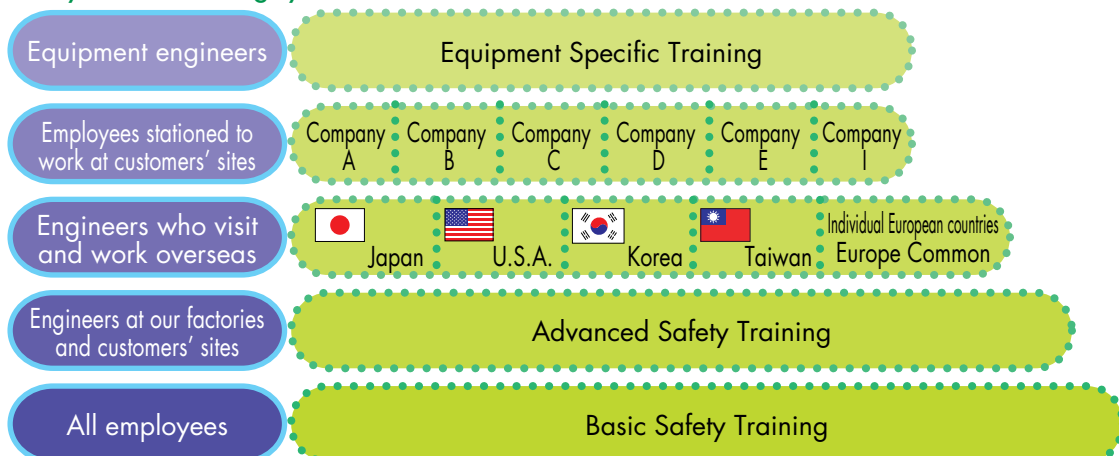 Equipment engineers
Equipment Specific Training
Employees stationed to
work at customers' sites
Company
A
Company
B
Company
C
Company
D
Company
E
Company
I
Engineers who visit
and work overseas
Japan
U.S.A.
Korea
Taiwan
Individual European countries
Europe Common
Engineers at our factories
and customers' sites
Advanced Safety Training
All employees
Basic Safety Training